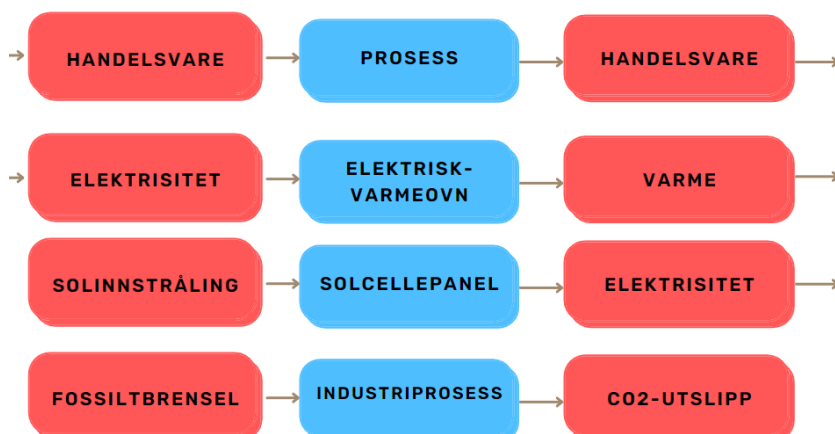 HANDELSVARE
PROSESS
HANDELSVARE
ELEKTRISITET
ELEKTRISK-
VARMEOVN
VARME
SOLINNSTRÅLING
SOLCELLEPANEL
ELEKTRISITET
FOSSILTBRENSEL
INDUSTRIPROSESS
CO2-UTSLIPP